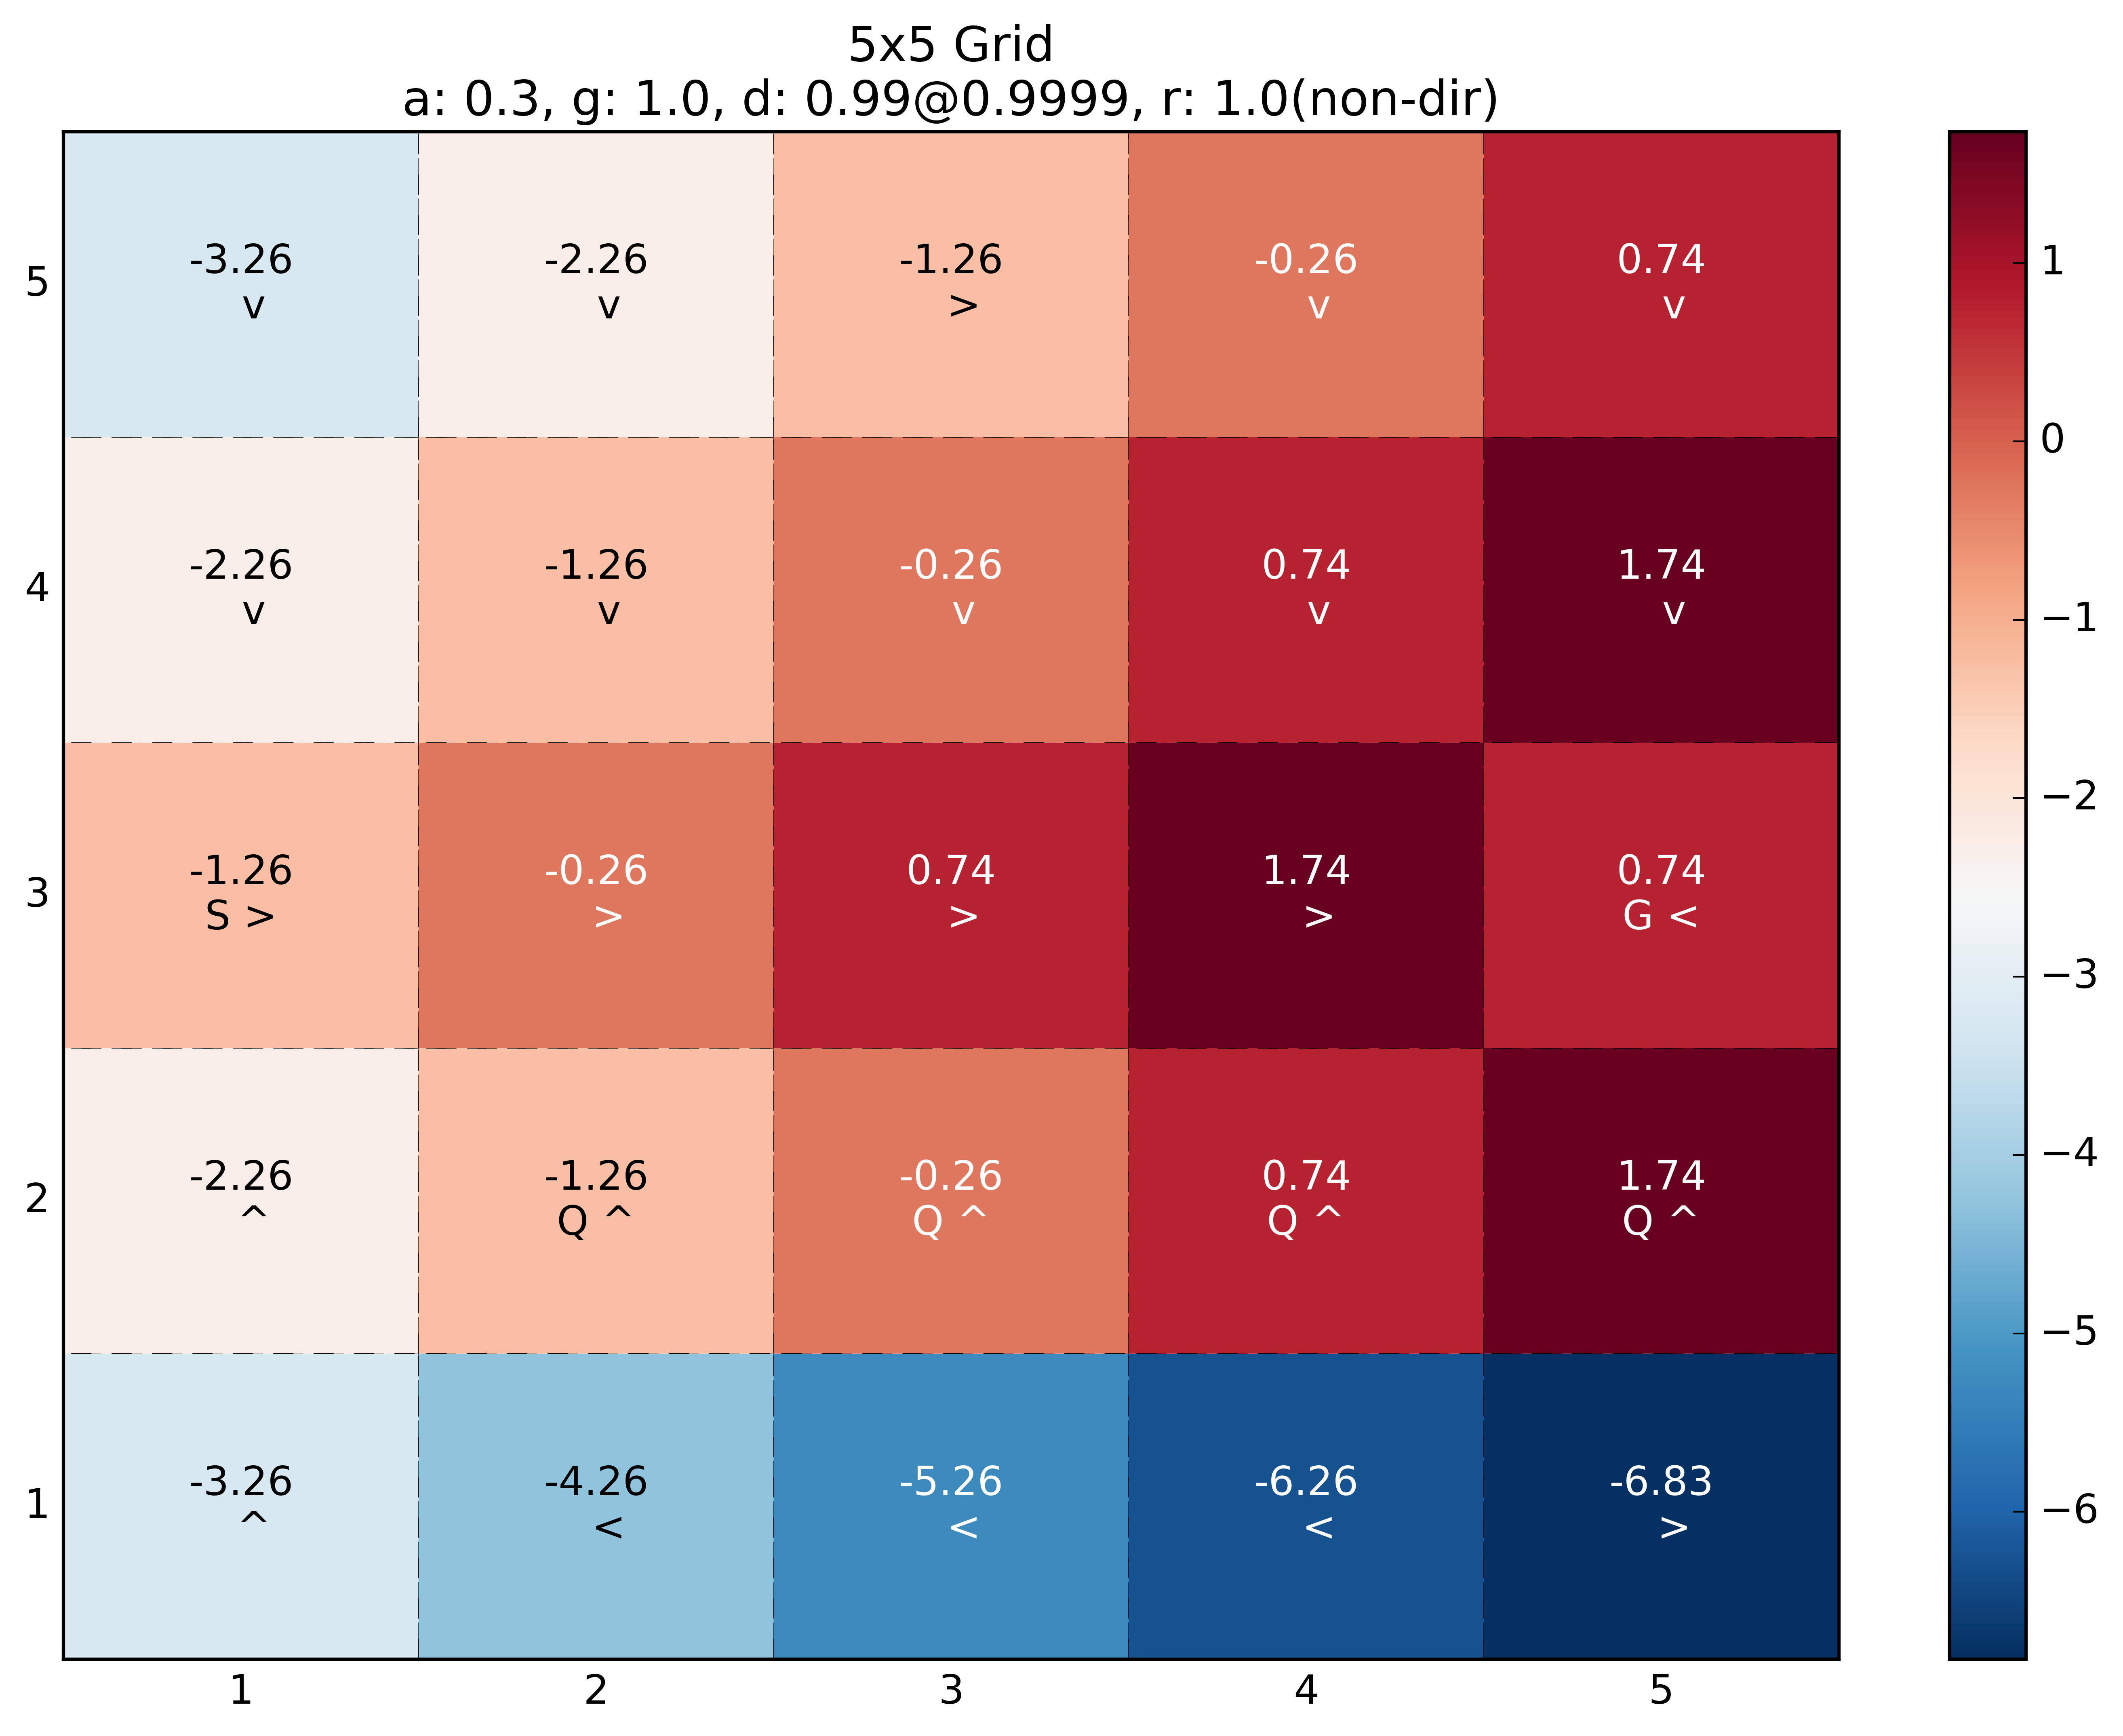 5x5 Grid
a: 0.3, g: 1.0, d: 0.99@0.9999, r: 1.0(non-dir)
5
-3.26 -2.26 -1.26 -0.26 0.74
v v > v v
4
-2.26 -1.26 -0.26 0.74 1.74
v v v v v
3
-1.26 -0.26 0.74 1.74 0.74
S > > > > G <
2
-2.26 -1.26 -0.26 0.74 1.74
^ Q ^ Q ^ Q ^ Q ^
1
-3.26 -4.26 -5.26 -6.26 -6.83
^ < < < >
1 2 3 4 5
1
0
−1
−2
−3
−4
−5
−6